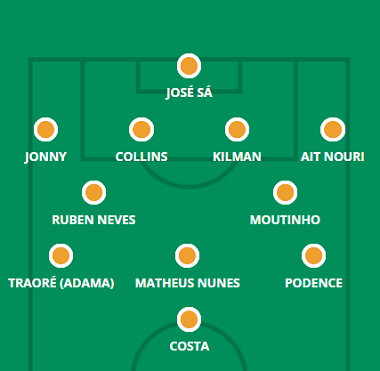 JOSÉ SÁ
JONNY COLLINS KILMAN AIT NOURI
RUBEN NEVES MOUTINHO
TRAORÉ (ADAMA) MATHEUS NUNES PODENCE
COSTA